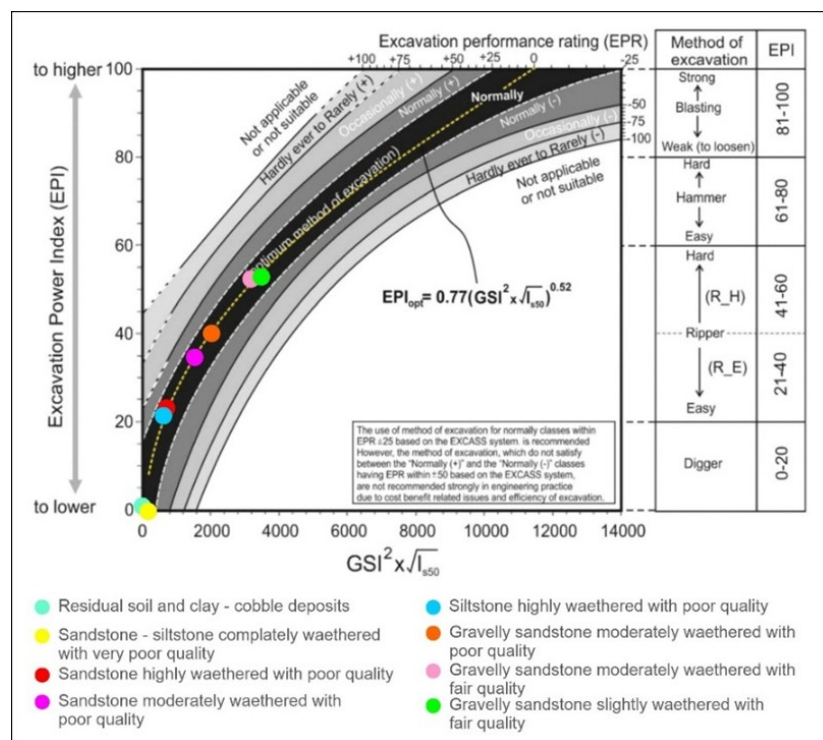 Excavation performance rating (EPR)
+100 +75 +50 +25 0 -25
-50
-75
-100
Method of
excavation
EPI
to higher
Excavation Power Index (EPI)
to lower
100
80
60
40
20
0
Not applicable
or not suitable
Hardly ever to Rarely (+)
Occasionally (+)
Normally (+)
Normally
Normally (-)
Occasionally (-)
Hardly ever to Rarely (-)
Not applicable
or not suitable
optimum method of excavation)
EPIopt= 0.77(GSI²x√Is50)^0.52
Strong
Blasting
Weak (to loosen)
81-100
Hard
Hammer
Easy
61-80
Hard
(R_H)
41-60
Ripper
(R_E)
Easy
21-40
Digger
0-20
The use of method of excavation for normally classes within
EPR ±25 based on the EXCASS system. is recommended
However, the method of excavation, which do not satisfy
between the "Normally (+)" and the "Normally (-)" classes
having EPR within ±50 based on the EXCASS system,
are not recommended strongly in engineering practice
due to cost benefit related issues and efficiency of excavation.
0 2000 4000 6000 8000 10000 12000 14000
GSI²x√Is50
Residual soil and clay - cobble deposits
Sandstone - siltstone complately waethered
with very poor quality
Sandstone highly waethered with poor quality
Sandstone moderately waethered with
poor quality
Siltstone highly waethered with poor quality
Gravelly sandstone moderately waethered with
poor quality
Gravelly sandstone moderately waethered with
fair quality
Gravelly sandstone slightly waethered with
fair quality